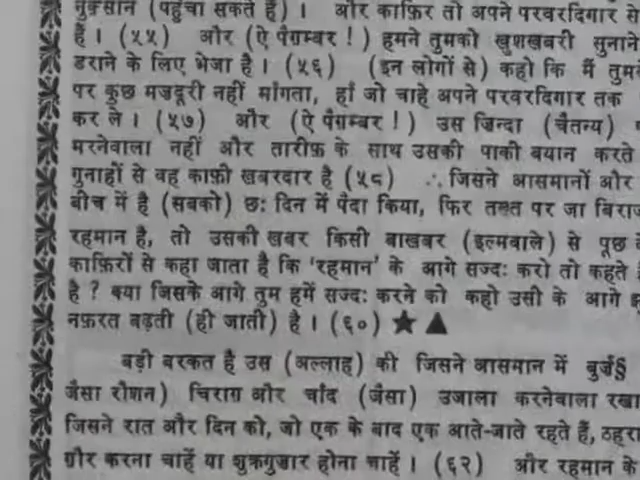 नुक़सान (पहुँचा सकते हैं) । और काफ़िर तो अपने परवरदिगार से
है । (५५) और (ऐ पैग़म्बर !) हमने तुमको खुशख़बरी सुनाने
डराने के लिए भेजा है । (५६) (इन लोगों से) कहो कि मैं तुमसे
पर कुछ मज़दूरी नहीं माँगता, हाँ जो चाहे अपने परवरदिगार तक
कर ले । (५७) और (ऐ पैग़म्बर !) उस ज़िन्दा (चैतन्य)
मरनेवाला नहीं और तारीफ़ के साथ उसकी पाकी बयान करते
गुनाहों से वह काफ़ी ख़बरदार है (५८) ∴ जिसने आसमानों और
बीच में है (सबको) छः दिन में पैदा किया, फिर तख़्त पर जा बिराज
रहमान है, तो उसकी ख़बर किसी बाख़बर (इल्मवाले) से पूछ
काफ़िरों से कहा जाता है कि ‘रहमान’ के आगे सज्दः करो तो कहते
है ? क्या जिसके आगे तुम हमें सज्दः करने को कहो उसी के आगे
नफ़रत बढ़ती (ही जाती) है । (६०) ★ ▲
बड़ी बरकत है उस (अल्लाह) की जिसने आसमान में बुर्ज§
जैसा रौशन) चिराग़ और चाँद (जैसा) उजाला करनेवाला रखा
जिसने रात और दिन को, जो एक के बाद एक आते-जाते रहते हैं, ठहरा
ग़ौर करना चाहें या शुक्रगुज़ार होना चाहें । (६२) और रहमान के